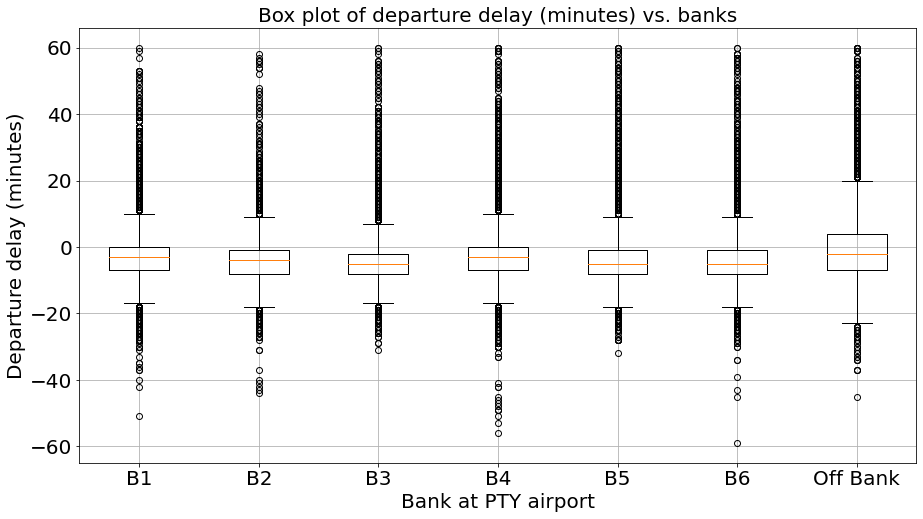 Box plot of departure delay (minutes) vs. banks
Departure delay (minutes)
60
40
20
0
−20
−40
−60
B1 B2 B3 B4 B5 B6 Off Bank
Bank at PTY airport